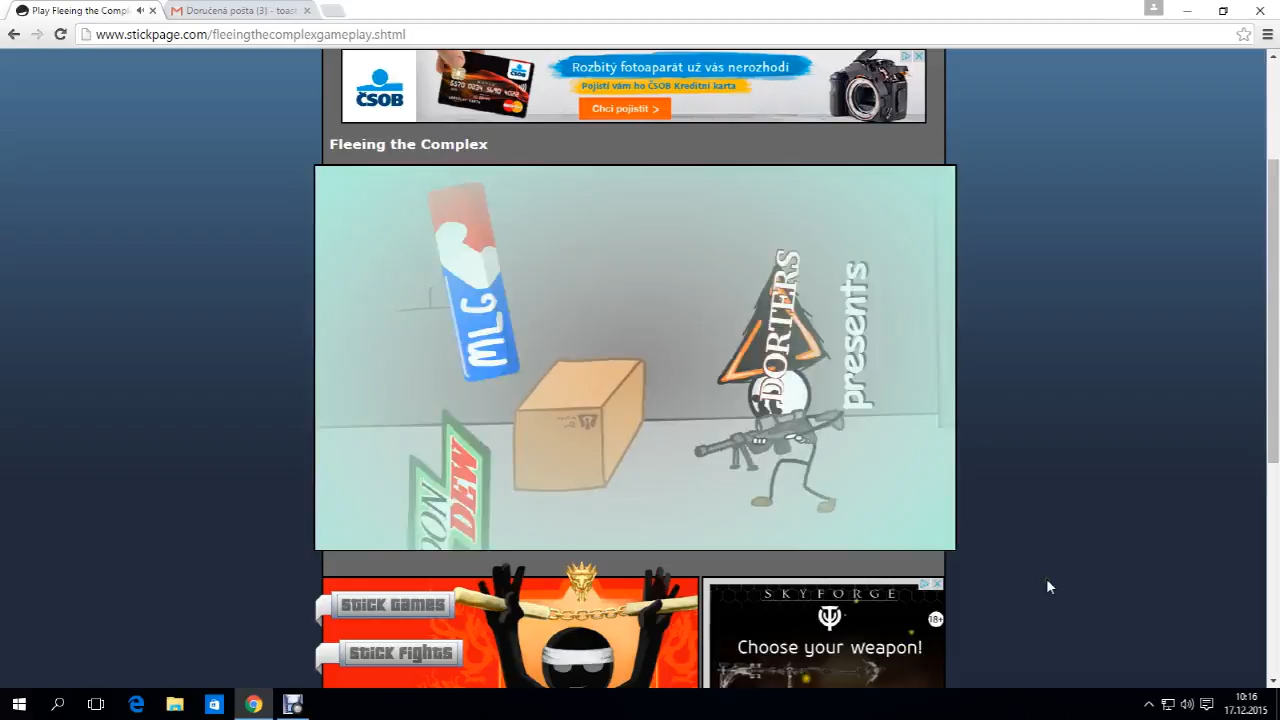 Play Fleeing the Compl
Doručená pošta (3) - toast
www.stickpage.com/fleeingthecomplexgameplay.shtml
ČSOB
ČSOB
Rozbitý fotoaparát už vás nerozhodí
Pojistí vám ho ČSOB Kreditní karta
Chci pojistit >
Fleeing the Complex
MLG
DORTERS
presents
DEW
STICK GAMES
STICK FIGHTS
SKYFORGE
18+
Choose your weapon!
10:16
17.12.2015